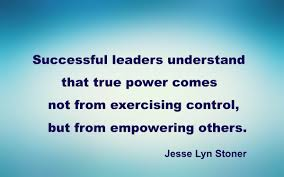 Successful leaders understand
that true power comes
not from exercising control,
but from empowering others.
Jesse Lyn Stoner